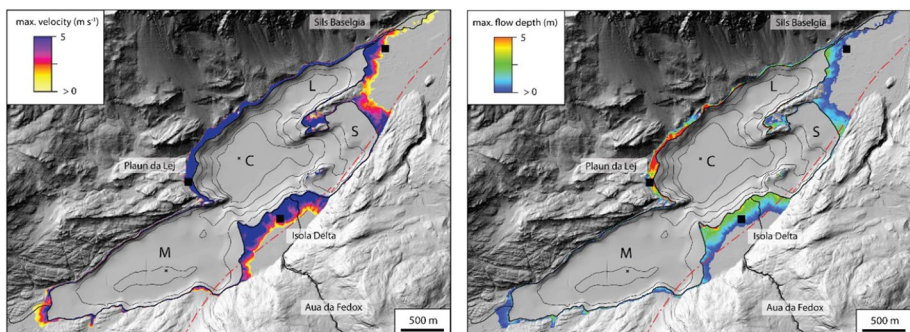 max. velocity (m s⁻¹)
5
> 0
Sils Baselgia
L
S
C
Plaun da Lej
Isola Delta
M
Aua da Fedox
500 m
max. flow depth (m)
5
> 0
Sils Baselgia
L
S
C
Plaun da Lej
Isola Delta
M
Aua da Fedox
500 m